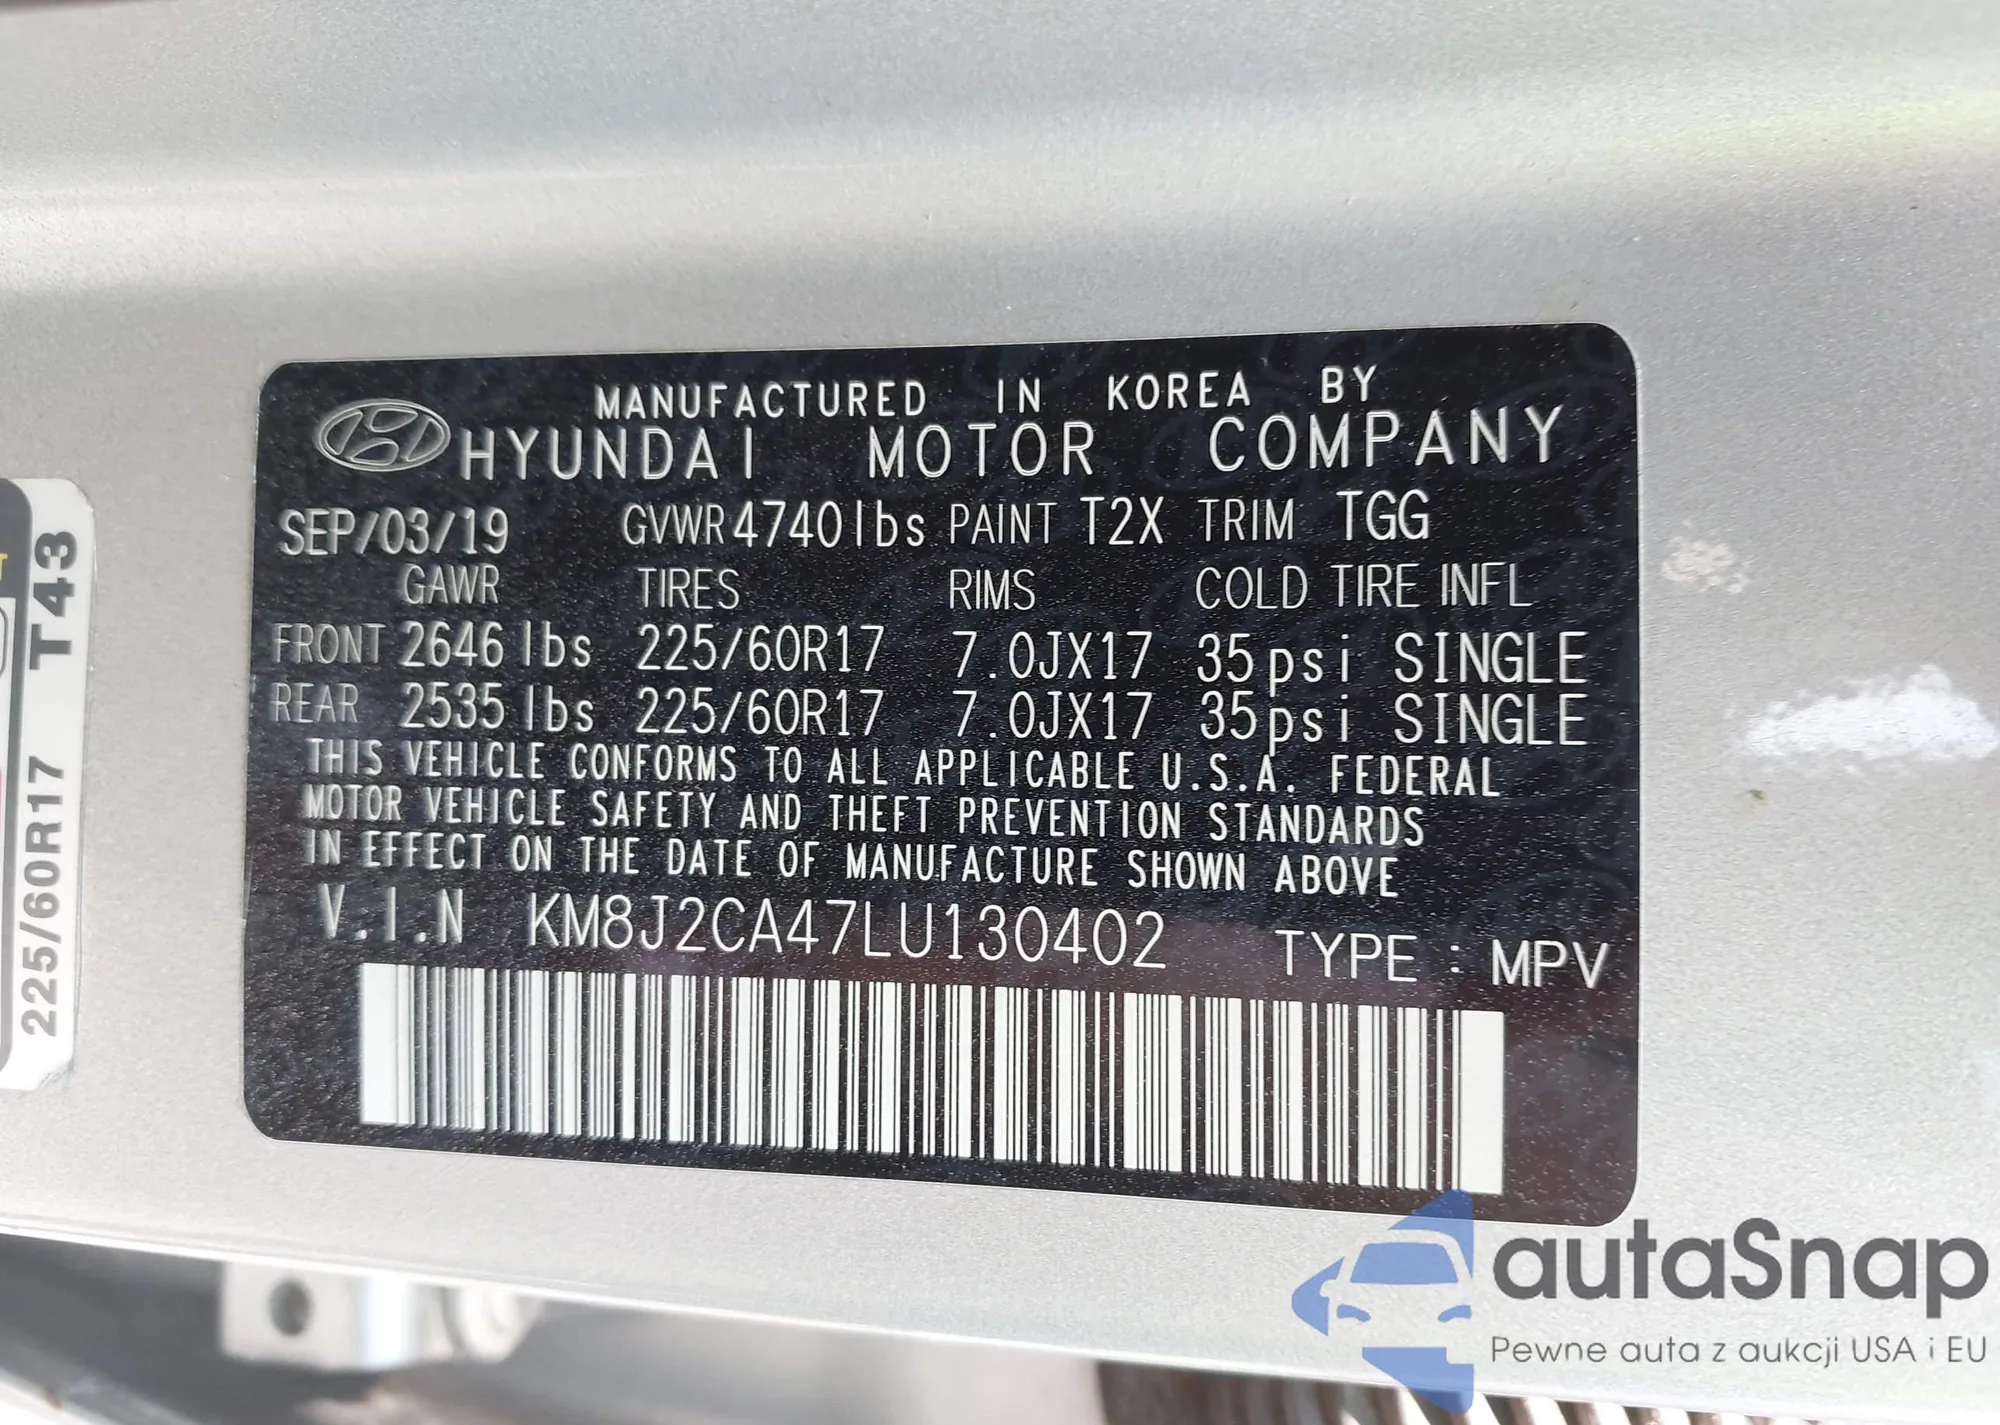 MANUFACTURED IN KOREA BY
HYUNDAI MOTOR COMPANY
SEP/03/19 GVWR 4740lbs PAINT T2X TRIM TGG
GAWR TIRES RIMS COLD TIRE INFL
FRONT 2646 lbs 225/60R17 7.0JX17 35psi SINGLE
REAR 2535 lbs 225/60R17 7.0JX17 35psi SINGLE
THIS VEHICLE CONFORMS TO ALL APPLICABLE U.S.A. FEDERAL
MOTOR VEHICLE SAFETY AND THEFT PREVENTION STANDARDS
IN EFFECT ON THE DATE OF MANUFACTURE SHOWN ABOVE
V.I.N KM8J2CA47LU130402 TYPE : MPV
225/60R17 T43
autaSnap
Pewne auta z aukcji USA i EU